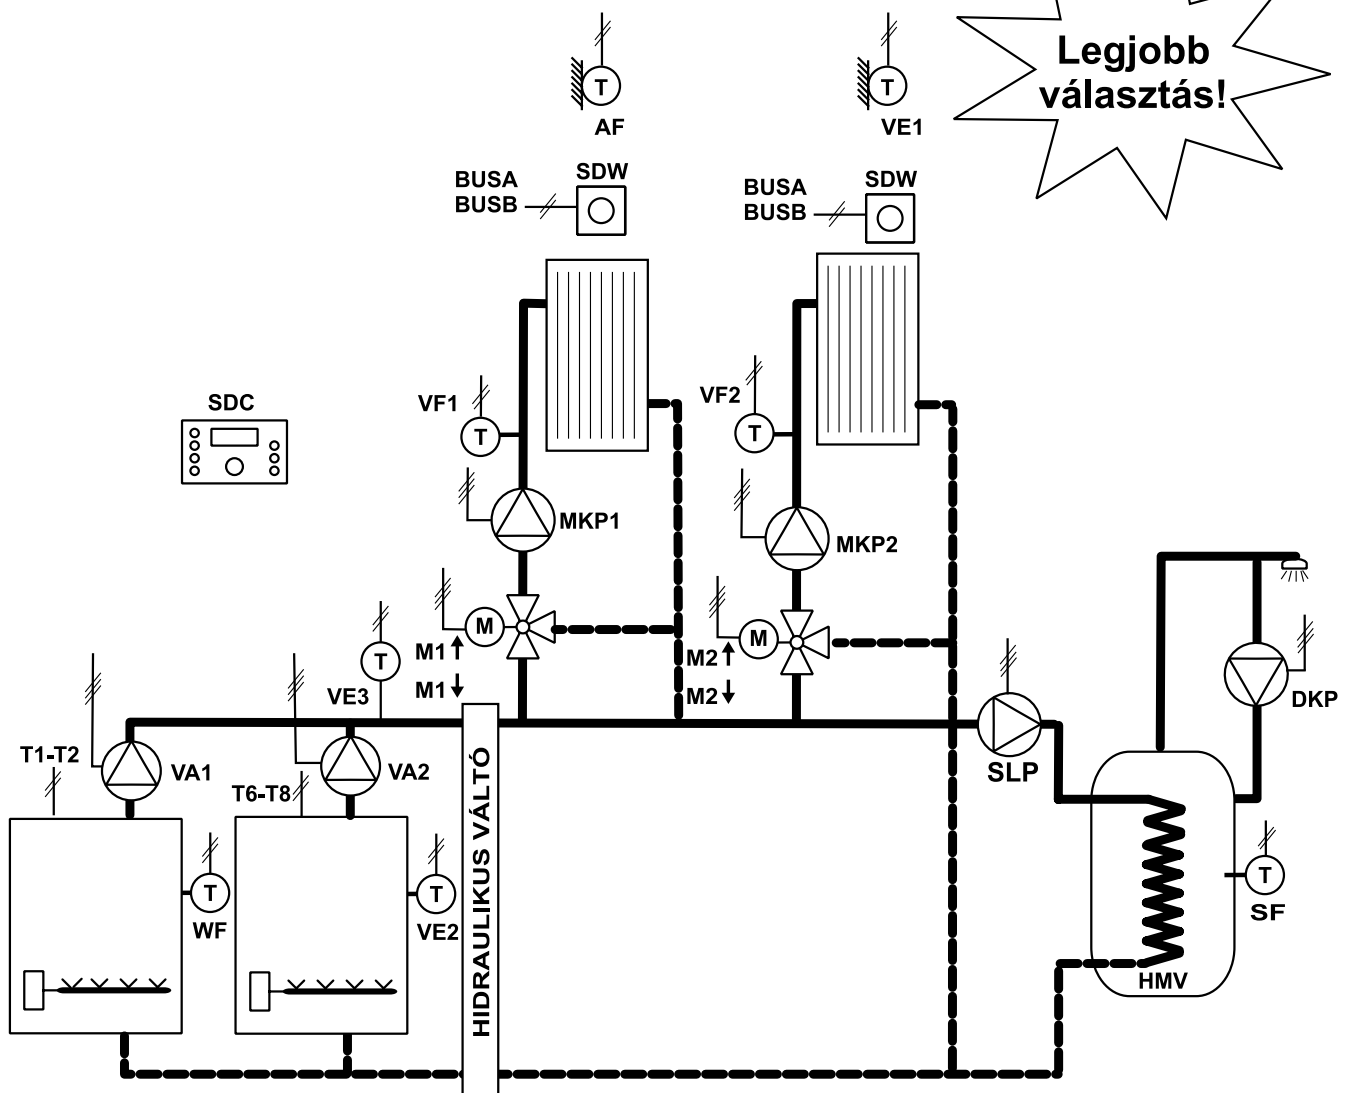 Legjobb
választás!
T
AF
T
VE1
SDW
BUSA
BUSB
SDW
BUSA
BUSB
SDC
VF1
T
VF2
T
MKP1
MKP2
M
M1
M1
M
M2
M2
T
VE3
T1-T2
VA1
T6-T8
VA2
HIDRAULIKUS VÁLTÓ
SLP
DKP
T
WF
T
VE2
T
SF
HMV